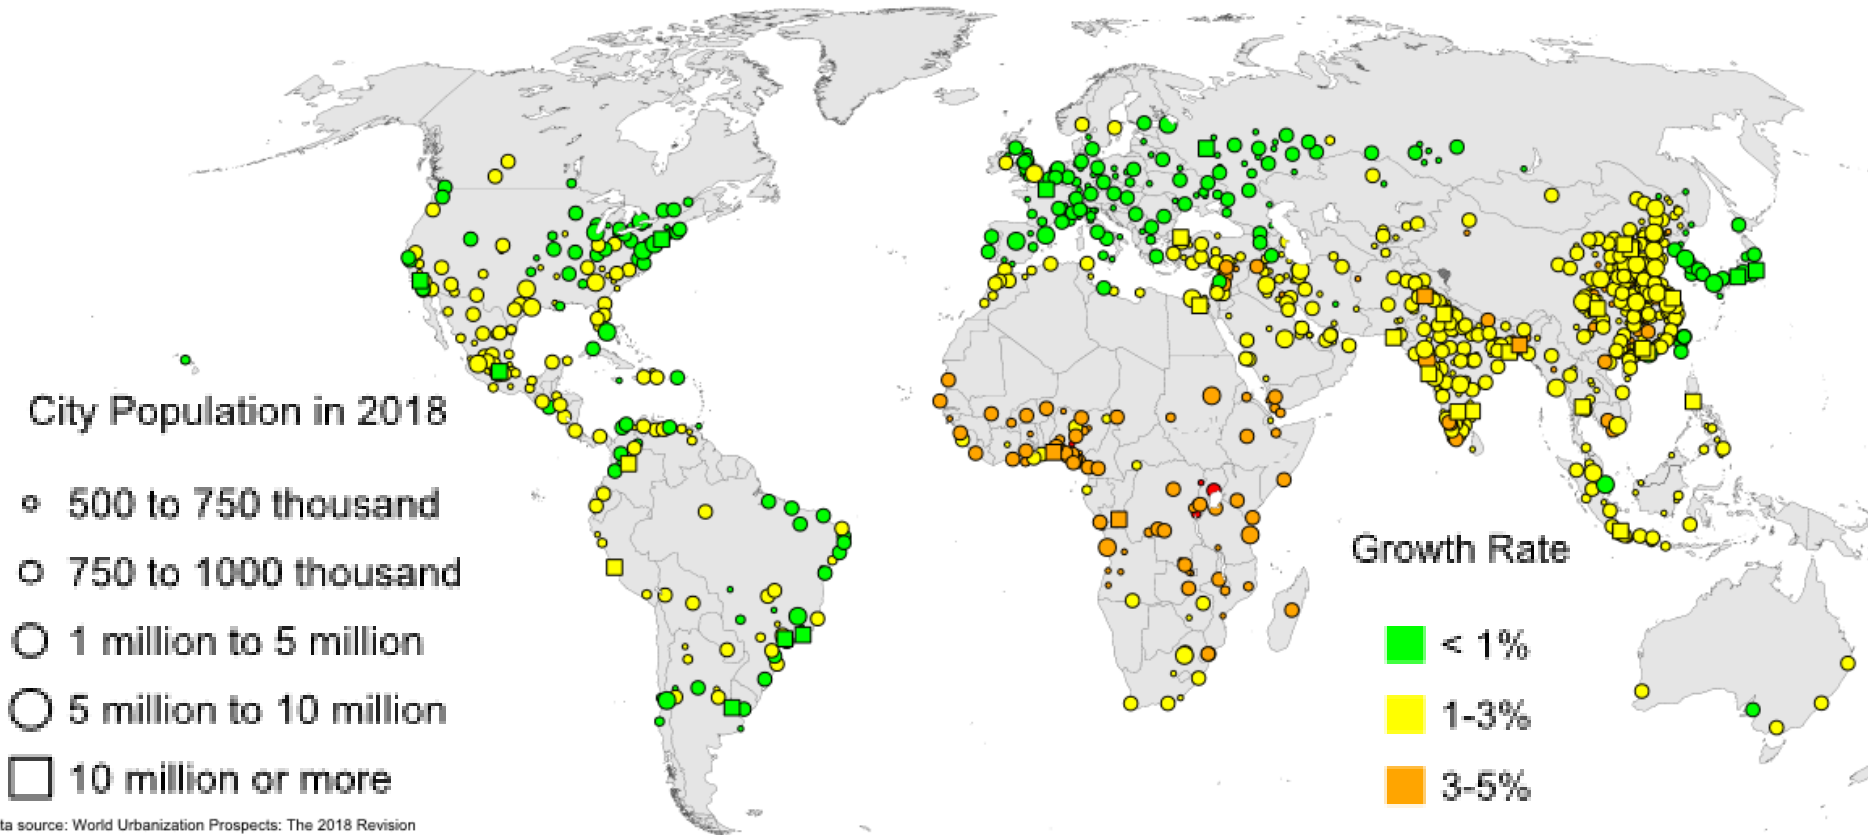 City Population in 2018
500 to 750 thousand
750 to 1000 thousand
1 million to 5 million
5 million to 10 million
10 million or more
ta source: World Urbanization Prospects: The 2018 Revision
Growth Rate
< 1%
1-3%
3-5%